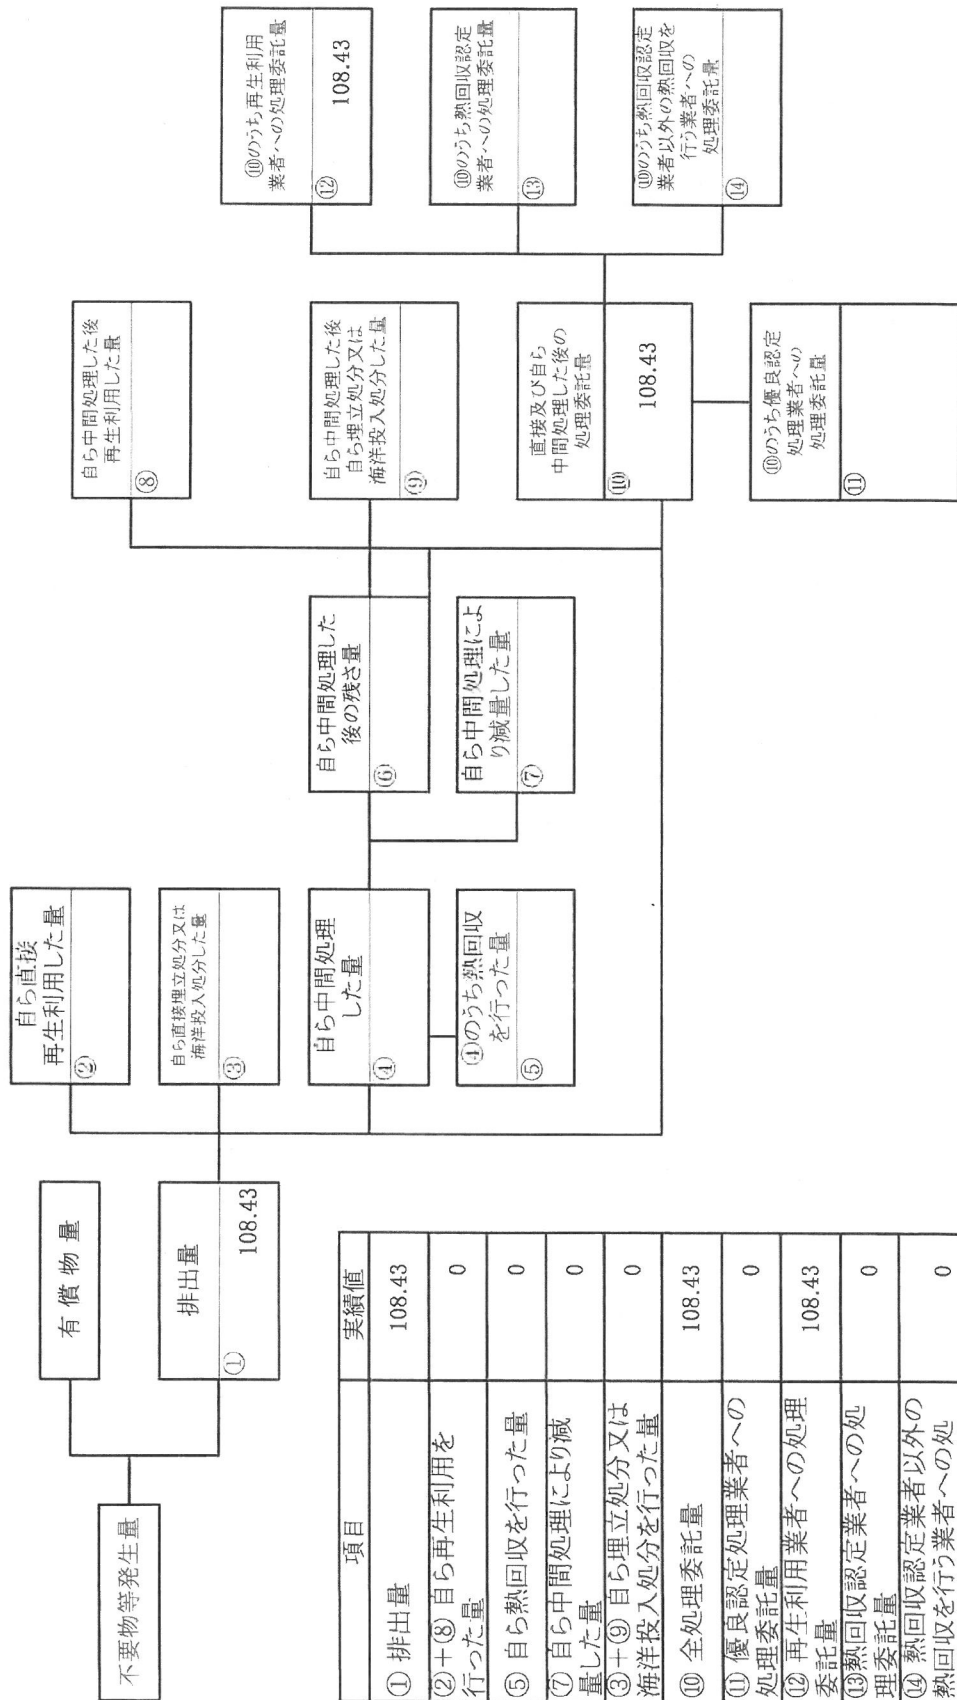 不要物等発生量
有償物量
排出量
①
108.43
自ら直接
再生利用した量
②
自ら直接埋立処分又は
海洋投入処分した量
③
自ら中間処理
した量
④
④のうち熱回収
を行った量
⑤
自ら中間処理した
後の残さ量
⑥
自ら中間処理によ
り減量した量
⑦
自ら中間処理した後
再生利用した量
⑧
自ら中間処理した後
自ら埋立処分又は
海洋投入処分した量
⑨
直接及び自ら
中間処理した後の
処理委託量
⑩
108.43
⑩のうち優良認定
処理業者への
処理委託量
⑪
⑩のうち再生利用
業者への処理委託量
⑫
108.43
⑩のうち熱回収認定
業者への処理委託量
⑬
⑩のうち熱回収認定
業者以外の熱回収を
行う業者への
処理委託量
⑭
項目 実績値
① 排出量 108.43
②＋⑧ 自ら再生利用を
行った量 0
⑤ 自ら熱回収を行った量 0
⑦ 自ら中間処理により減
量した量 0
③＋⑨ 自ら埋立処分又は
海洋投入処分を行った量 0
⑩ 全処理委託量 108.43
⑪ 優良認定処理業者への
処理委託量 0
⑫ 再生利用業者への処理
委託量 108.43
⑬熱回収認定業者への処
理委託量 0
⑭ 熱回収認定業者以外の
熱回収を行う業者への処 0